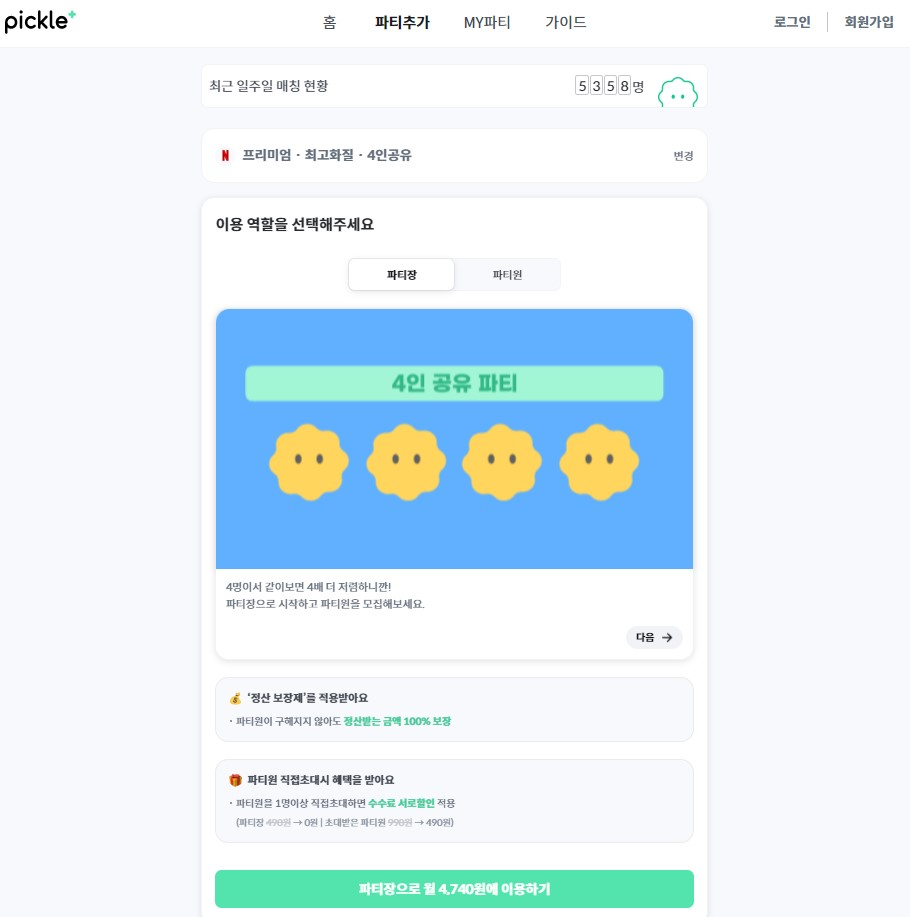 pickle+
홈 파티추가 MY파티 가이드 로그인 회원가입
최근 일주일 매칭 현황 5358명
N 프리미엄 · 최고화질 · 4인공유 변경
이용 역할을 선택해주세요
파티장 파티원
4인 공유 파티
4명이서 같이보면 4배 더 저렴하니깐!
파티장으로 시작하고 파티원을 모집해보세요.
다음 →
💰 '정산 보장제'를 적용받아요
· 파티원이 구해지지 않아도 정산받는 금액 100% 보장
🎁 파티원 직접초대시 혜택을 받아요
· 파티원을 1명이상 직접초대하면 수수료 서로할인 적용
(파티장 490원 → 0원 | 초대받은 파티원 990원 → 490원)
파티장으로 월 4,740원에 이용하기